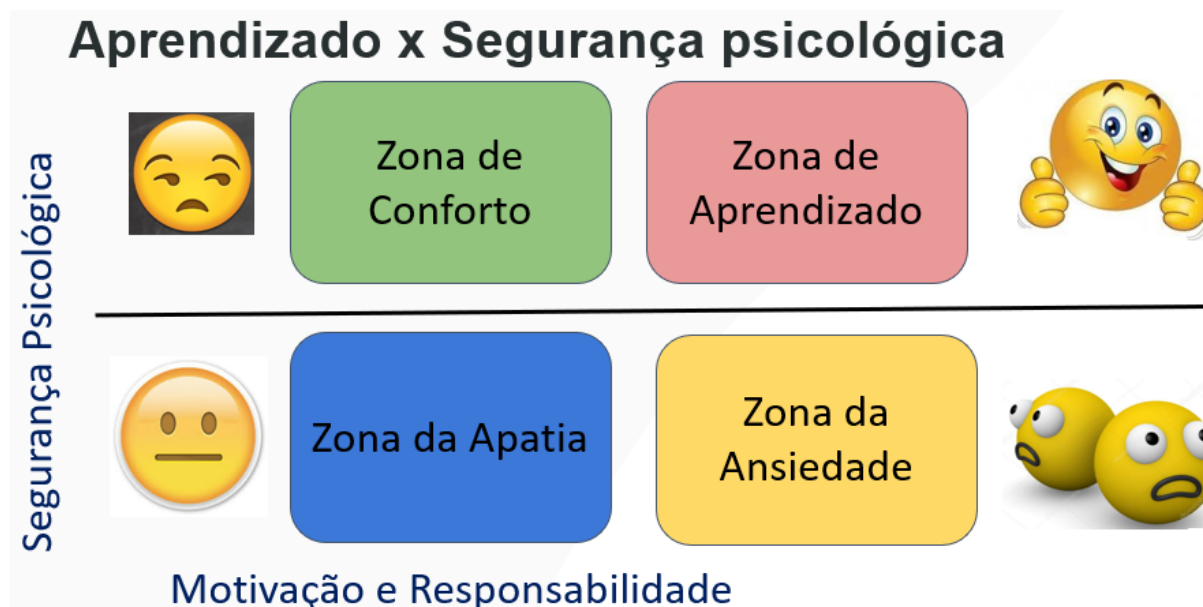 Aprendizado x Segurança psicológica
Segurança Psicológica
Zona de
Conforto
Zona de
Aprendizado
Zona da Apatia
Zona da
Ansiedade
Motivação e Responsabilidade